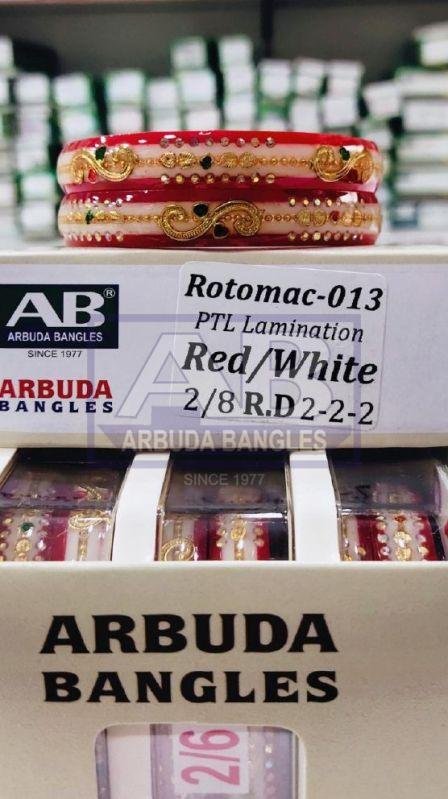 AB®
ARBUDA BANGLES
SINCE 1977
ARBUDA
BANGLES
Rotomac-013
PTL Lamination
Red/White
2/8 R.D 2-2-2
AB
ARBUDA BANGLES
SINCE 1977
ARBUDA
BANGLES
2/6